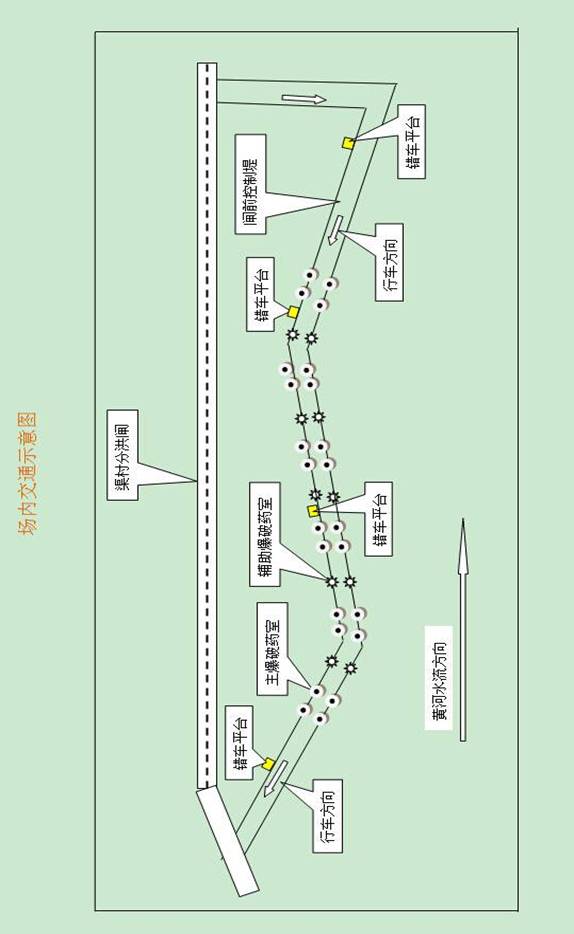 场内交通示意图
渠村分洪闸
错车平台
闸前控制堤
主爆破药室
辅助爆破药室
错车平台
行车方向
错车平台
行车方向
错车平台
黄河水流方向